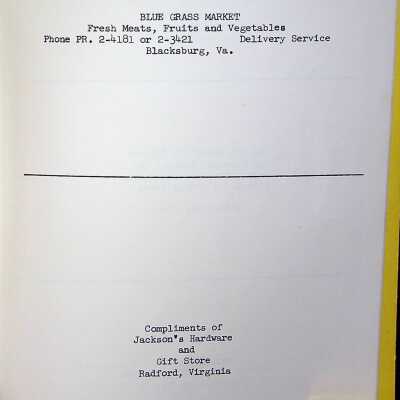 BLUE GRASS MARKET
Fresh Meats, Fruits and Vegetables
Phone PR. 2-4181 or 2-3421 Delivery Service
Blacksburg, Va.
Compliments of
Jackson's Hardware
and
Gift Store
Radford, Virginia